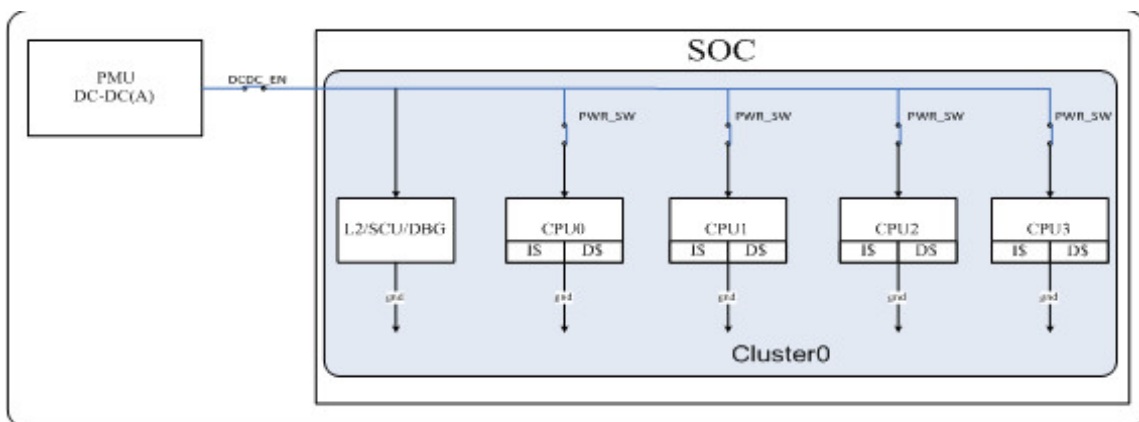 SOC
PMU
DC-DC(A)
DCDC_EN
PWR_SW
PWR_SW
PWR_SW
PWR_SW
L2/SCU/DBG
CPU0
I$ D$
CPU1
I$ D$
CPU2
I$ D$
CPU3
I$ D$
gnd
gnd
gnd
gnd
gnd
Cluster0